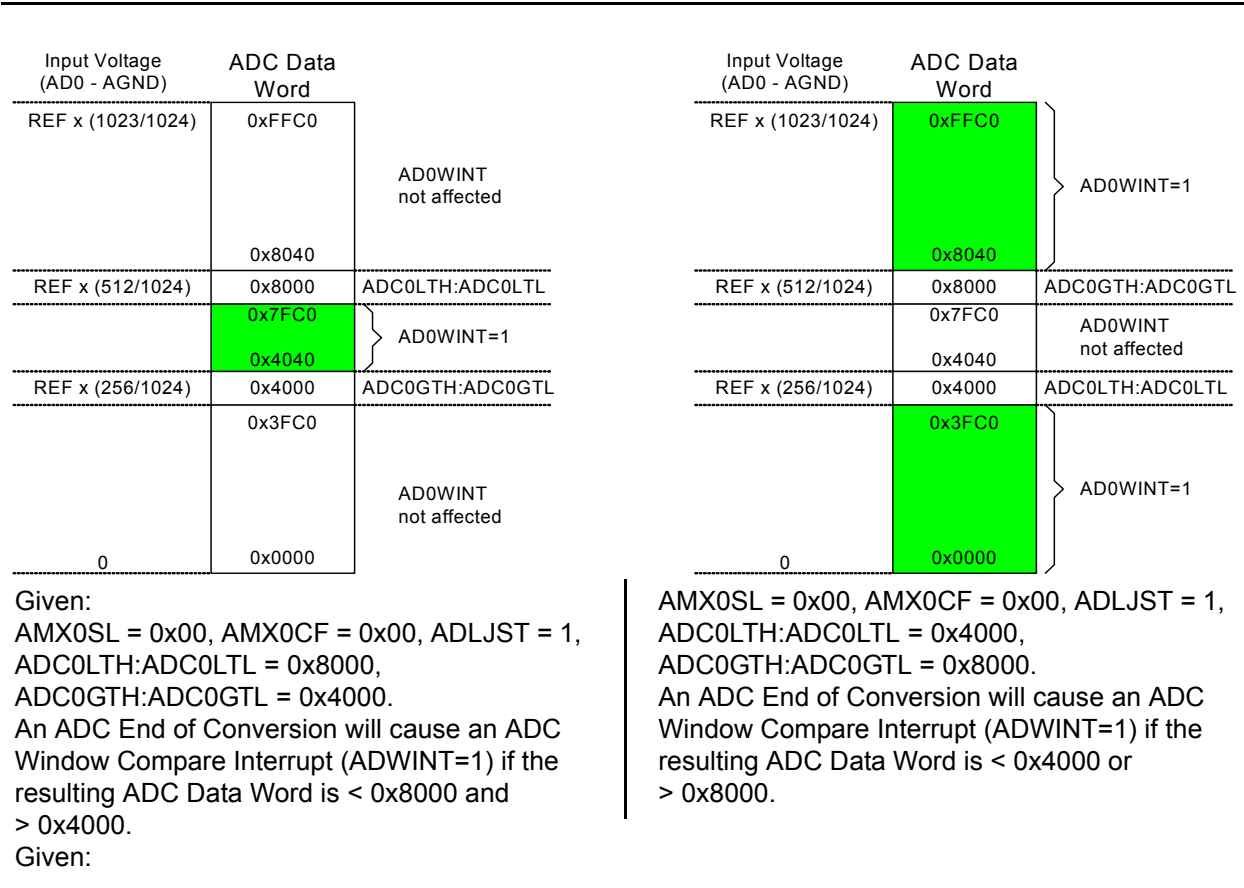 Input Voltage
(AD0 - AGND)
ADC Data
Word
REF x (1023/1024)
0xFFC0
AD0WINT
not affected
0x8040
REF x (512/1024)
0x8000
ADC0LTH:ADC0LTL
0x7FC0
AD0WINT=1
0x4040
REF x (256/1024)
0x4000
ADC0GTH:ADC0GTL
0x3FC0
AD0WINT
not affected
0
0x0000
Given:
AMX0SL = 0x00, AMX0CF = 0x00, ADLJST = 1,
ADC0LTH:ADC0LTL = 0x8000,
ADC0GTH:ADC0GTL = 0x4000.
An ADC End of Conversion will cause an ADC
Window Compare Interrupt (ADWINT=1) if the
resulting ADC Data Word is < 0x8000 and
> 0x4000.
Given:
Input Voltage
(AD0 - AGND)
ADC Data
Word
REF x (1023/1024)
0xFFC0
AD0WINT=1
0x8040
REF x (512/1024)
0x8000
ADC0GTH:ADC0GTL
0x7FC0
AD0WINT
not affected
0x4040
REF x (256/1024)
0x4000
ADC0LTH:ADC0LTL
0x3FC0
AD0WINT=1
0
0x0000
AMX0SL = 0x00, AMX0CF = 0x00, ADLJST = 1,
ADC0LTH:ADC0LTL = 0x4000,
ADC0GTH:ADC0GTL = 0x8000.
An ADC End of Conversion will cause an ADC
Window Compare Interrupt (ADWINT=1) if the
resulting ADC Data Word is < 0x4000 or
> 0x8000.